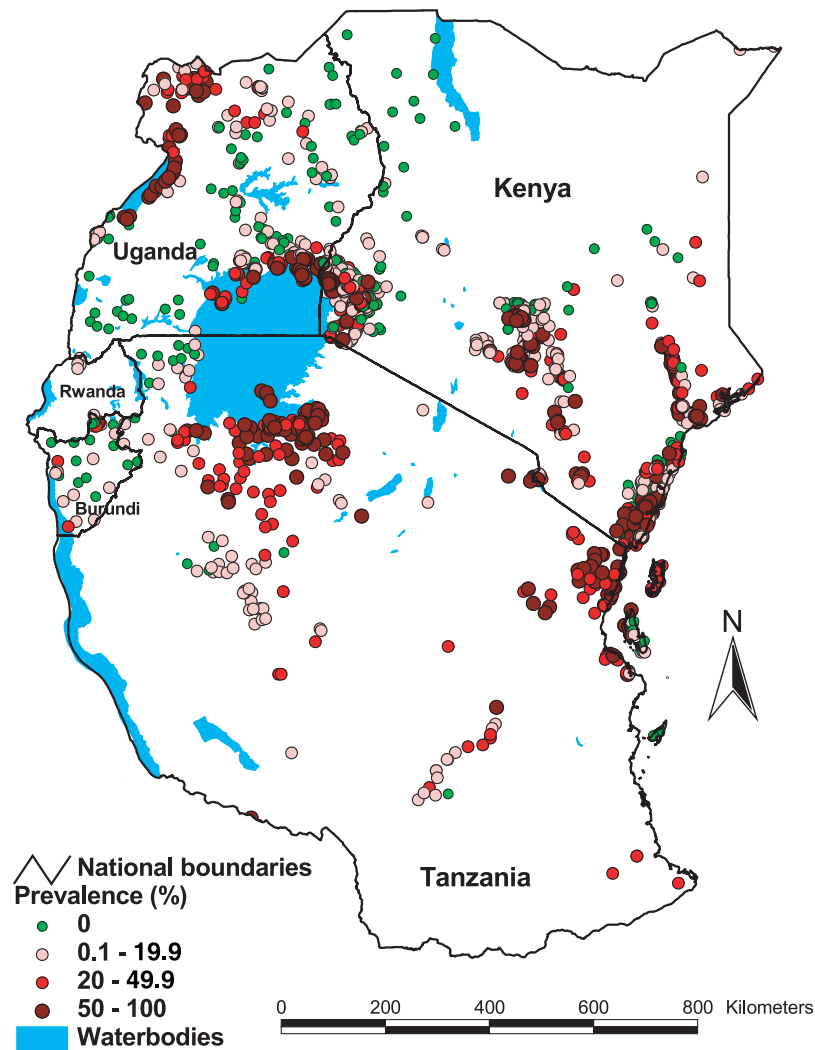 Kenya
Uganda
Rwanda
Burundi
N
Tanzania
National boundaries
Prevalence (%)
0
0.1 - 19.9
20 - 49.9
50 - 100
Waterbodies
0 200 400 600 800 Kilometers